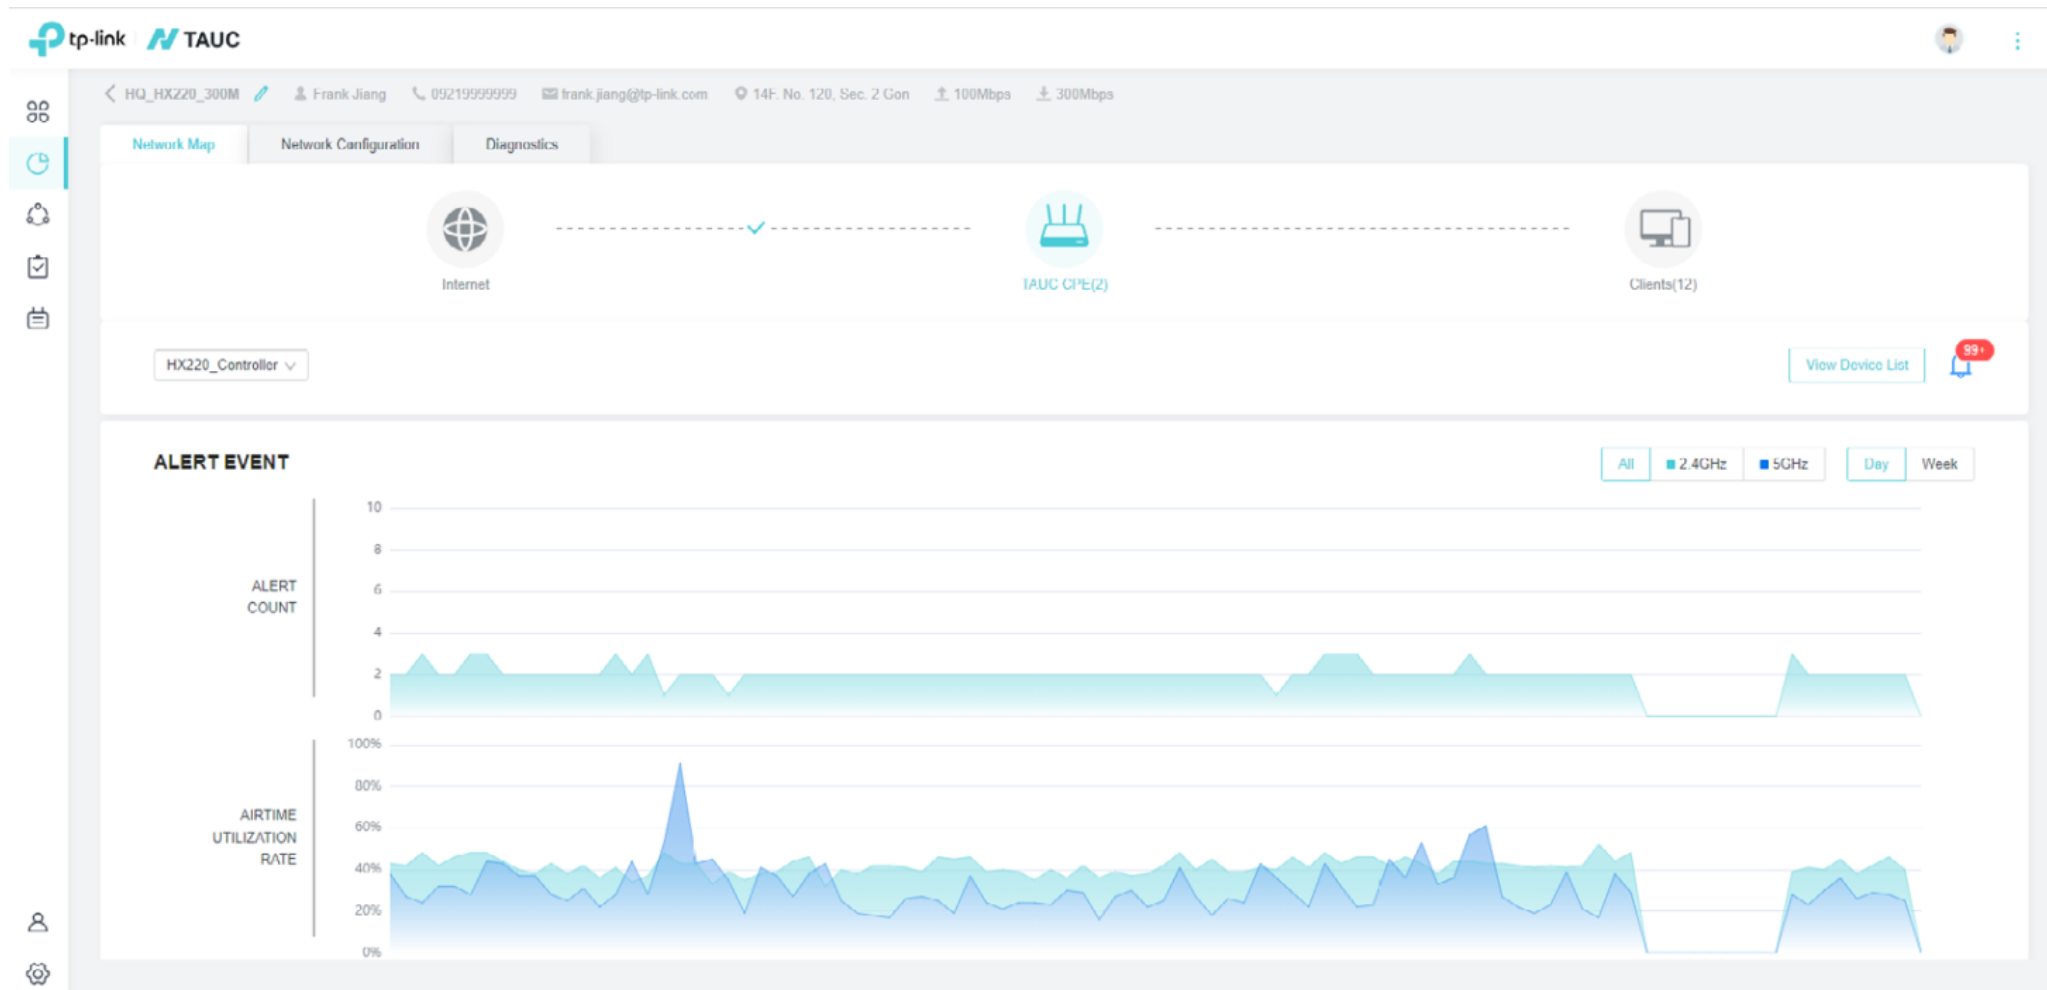 tp-link TAUC
HQ_HX220_300M Frank Jiang 09219999999 frank.jiang@tp-link.com 14F. No. 120, Sec. 2 Gon 100Mbps 300Mbps
Network Map Network Configuration Diagnostics
Internet TAUC CPE(2) Clients(12)
HX220_Controller View Device List 99+
ALERT EVENT All 2.4GHz 5GHz Day Week
10
8
6
4
2
0
ALERT
COUNT
100%
80%
60%
40%
20%
0%
AIRTIME
UTILIZATION
RATE